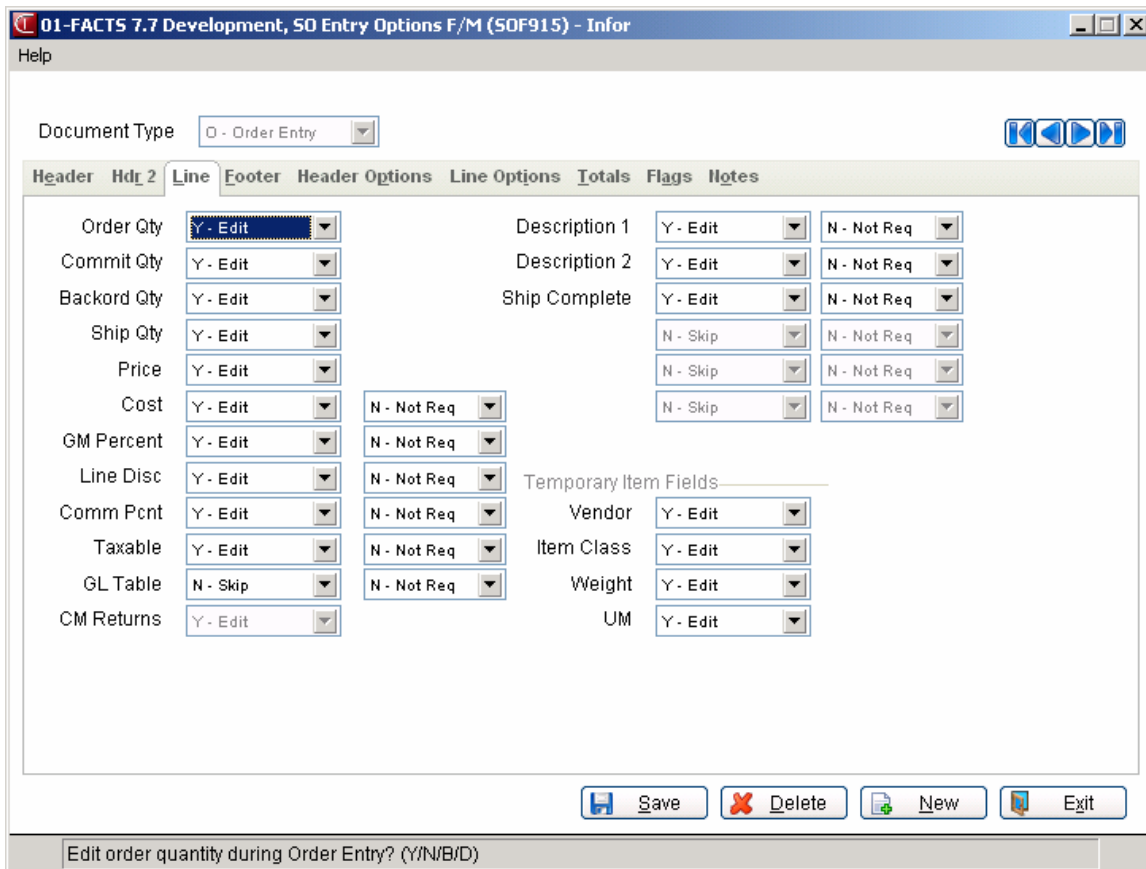 01-FACTS 7.7 Development, SO Entry Options F/M (SOF915) - Infor
Help
Document Type O - Order Entry
Header Hdr 2 Line Footer Header Options Line Options Totals Flags Notes
Order Qty Y - Edit Description 1 Y - Edit N - Not Req
Commit Qty Y - Edit Description 2 Y - Edit N - Not Req
Backord Qty Y - Edit Ship Complete Y - Edit N - Not Req
Ship Qty Y - Edit N - Skip N - Not Req
Price Y - Edit N - Skip N - Not Req
Cost Y - Edit N - Not Req N - Skip N - Not Req
GM Percent Y - Edit N - Not Req
Line Disc Y - Edit N - Not Req Temporary Item Fields
Comm Pcnt Y - Edit N - Not Req Vendor Y - Edit
Taxable Y - Edit N - Not Req Item Class Y - Edit
GL Table N - Skip N - Not Req Weight Y - Edit
CM Returns Y - Edit UM Y - Edit
Save Delete New Exit
Edit order quantity during Order Entry? (Y/N/B/D)